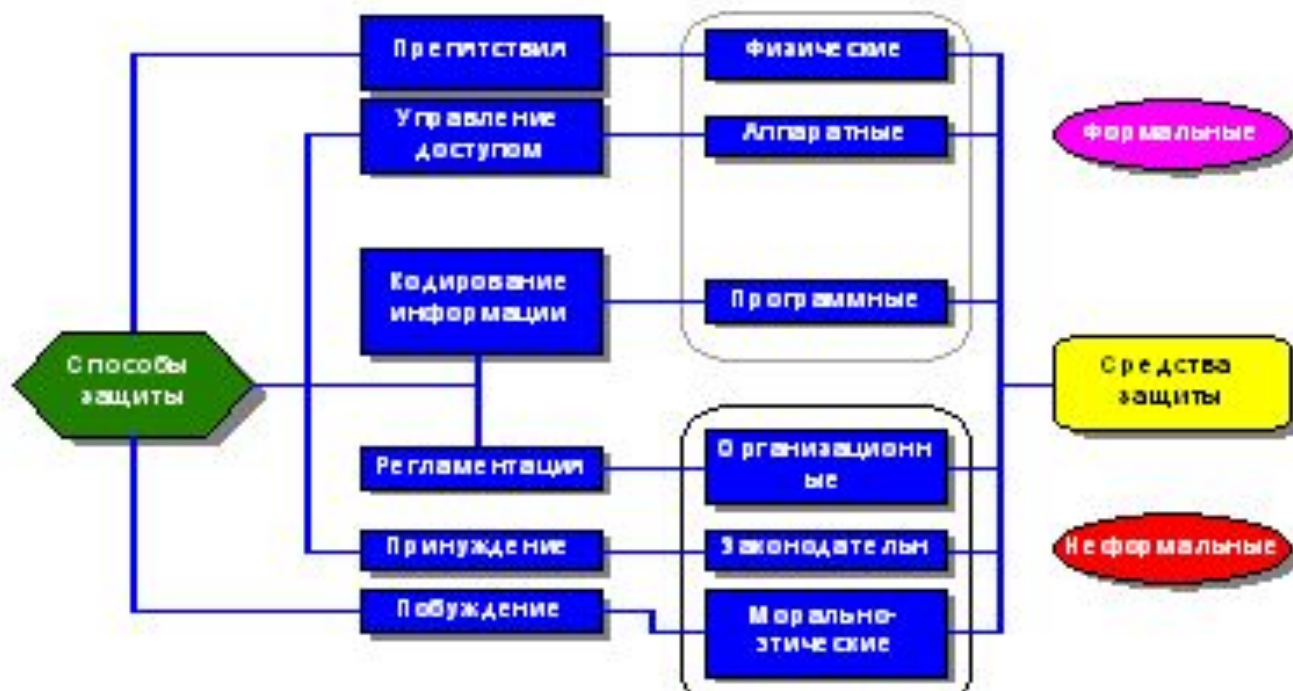 Препятствия
Физические
Управление
доступом
Аппаратные
Формальные
Кодирование
информации
Программные
Способы
защиты
Средства
защиты
Регламентация
Организационн
ые
Принуждение
Законодательн
Неформальные
Побуждение
Морально-
этические